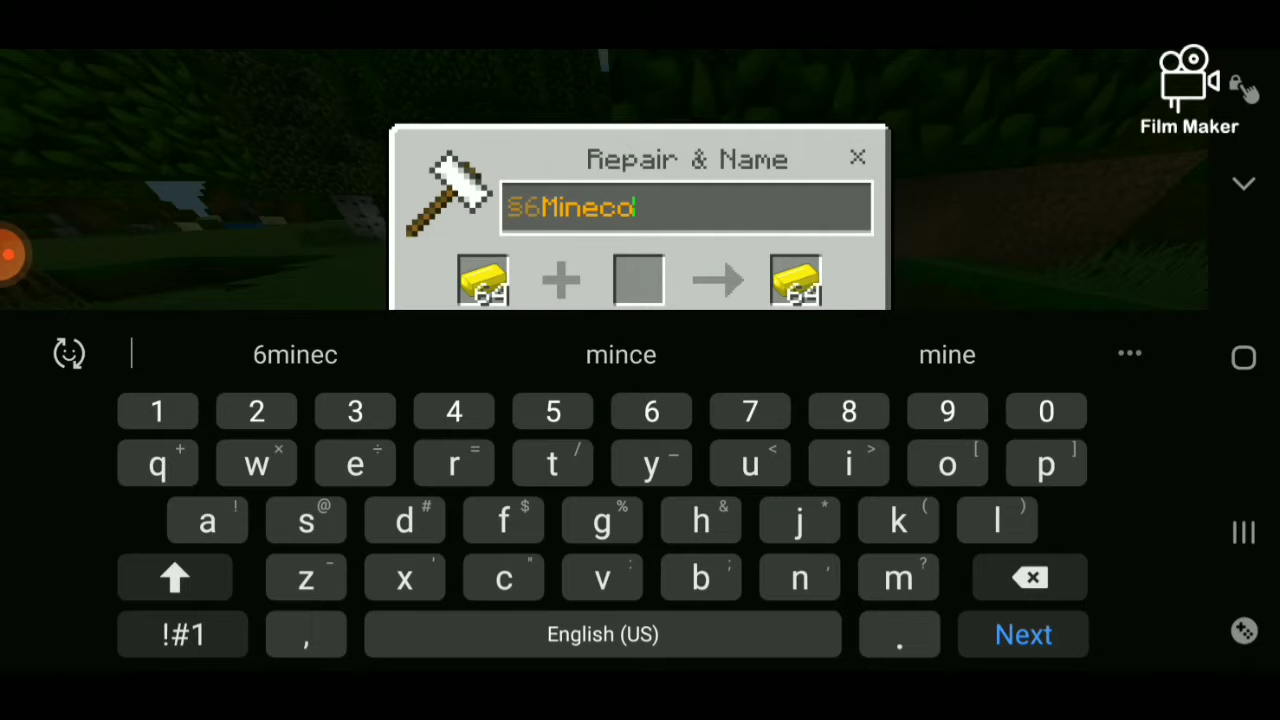 Film Maker
Repair & Name
§6Mineco
64 64
6minec mince mine
1 2 3 4 5 6 7 8 9 0
q + w × e ÷ r = t / y _ u < i > o [ p ]
a ! s @ d # f $ g % h & j * k ( l )
z - x ' c " v : b ; n , m ?
!#1 , English (US) . Next